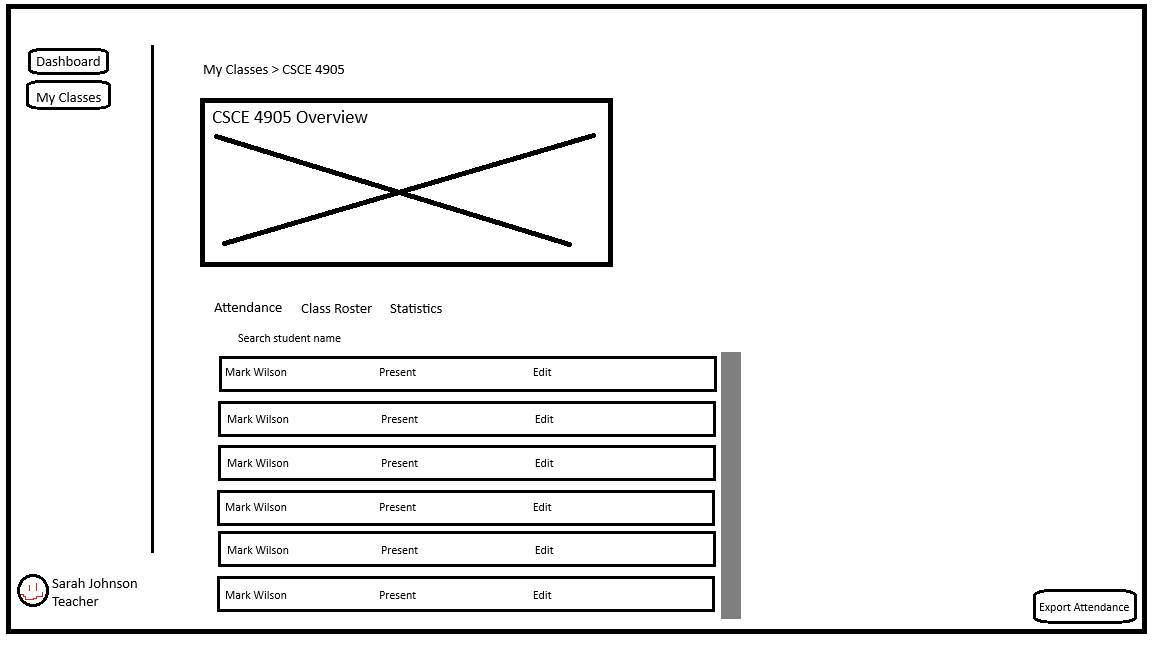 Dashboard
My Classes
My Classes > CSCE 4905
CSCE 4905 Overview
Attendance Class Roster Statistics
Search student name
Mark Wilson Present Edit
Mark Wilson Present Edit
Mark Wilson Present Edit
Mark Wilson Present Edit
Mark Wilson Present Edit
Mark Wilson Present Edit
Sarah Johnson
Teacher
Export Attendance